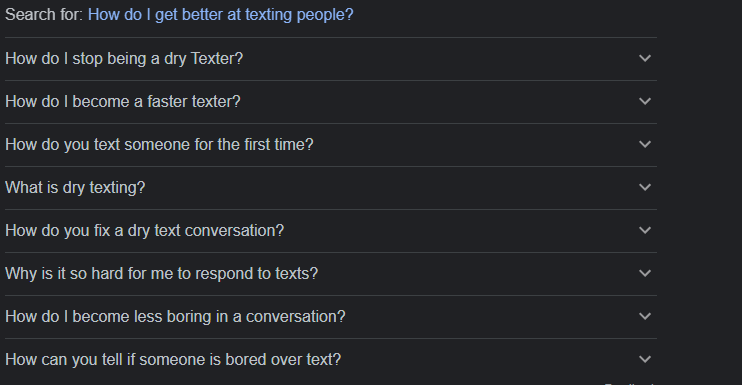 Search for: How do I get better at texting people?
How do I stop being a dry Texter?
How do I become a faster texter?
How do you text someone for the first time?
What is dry texting?
How do you fix a dry text conversation?
Why is it so hard for me to respond to texts?
How do I become less boring in a conversation?
How can you tell if someone is bored over text?